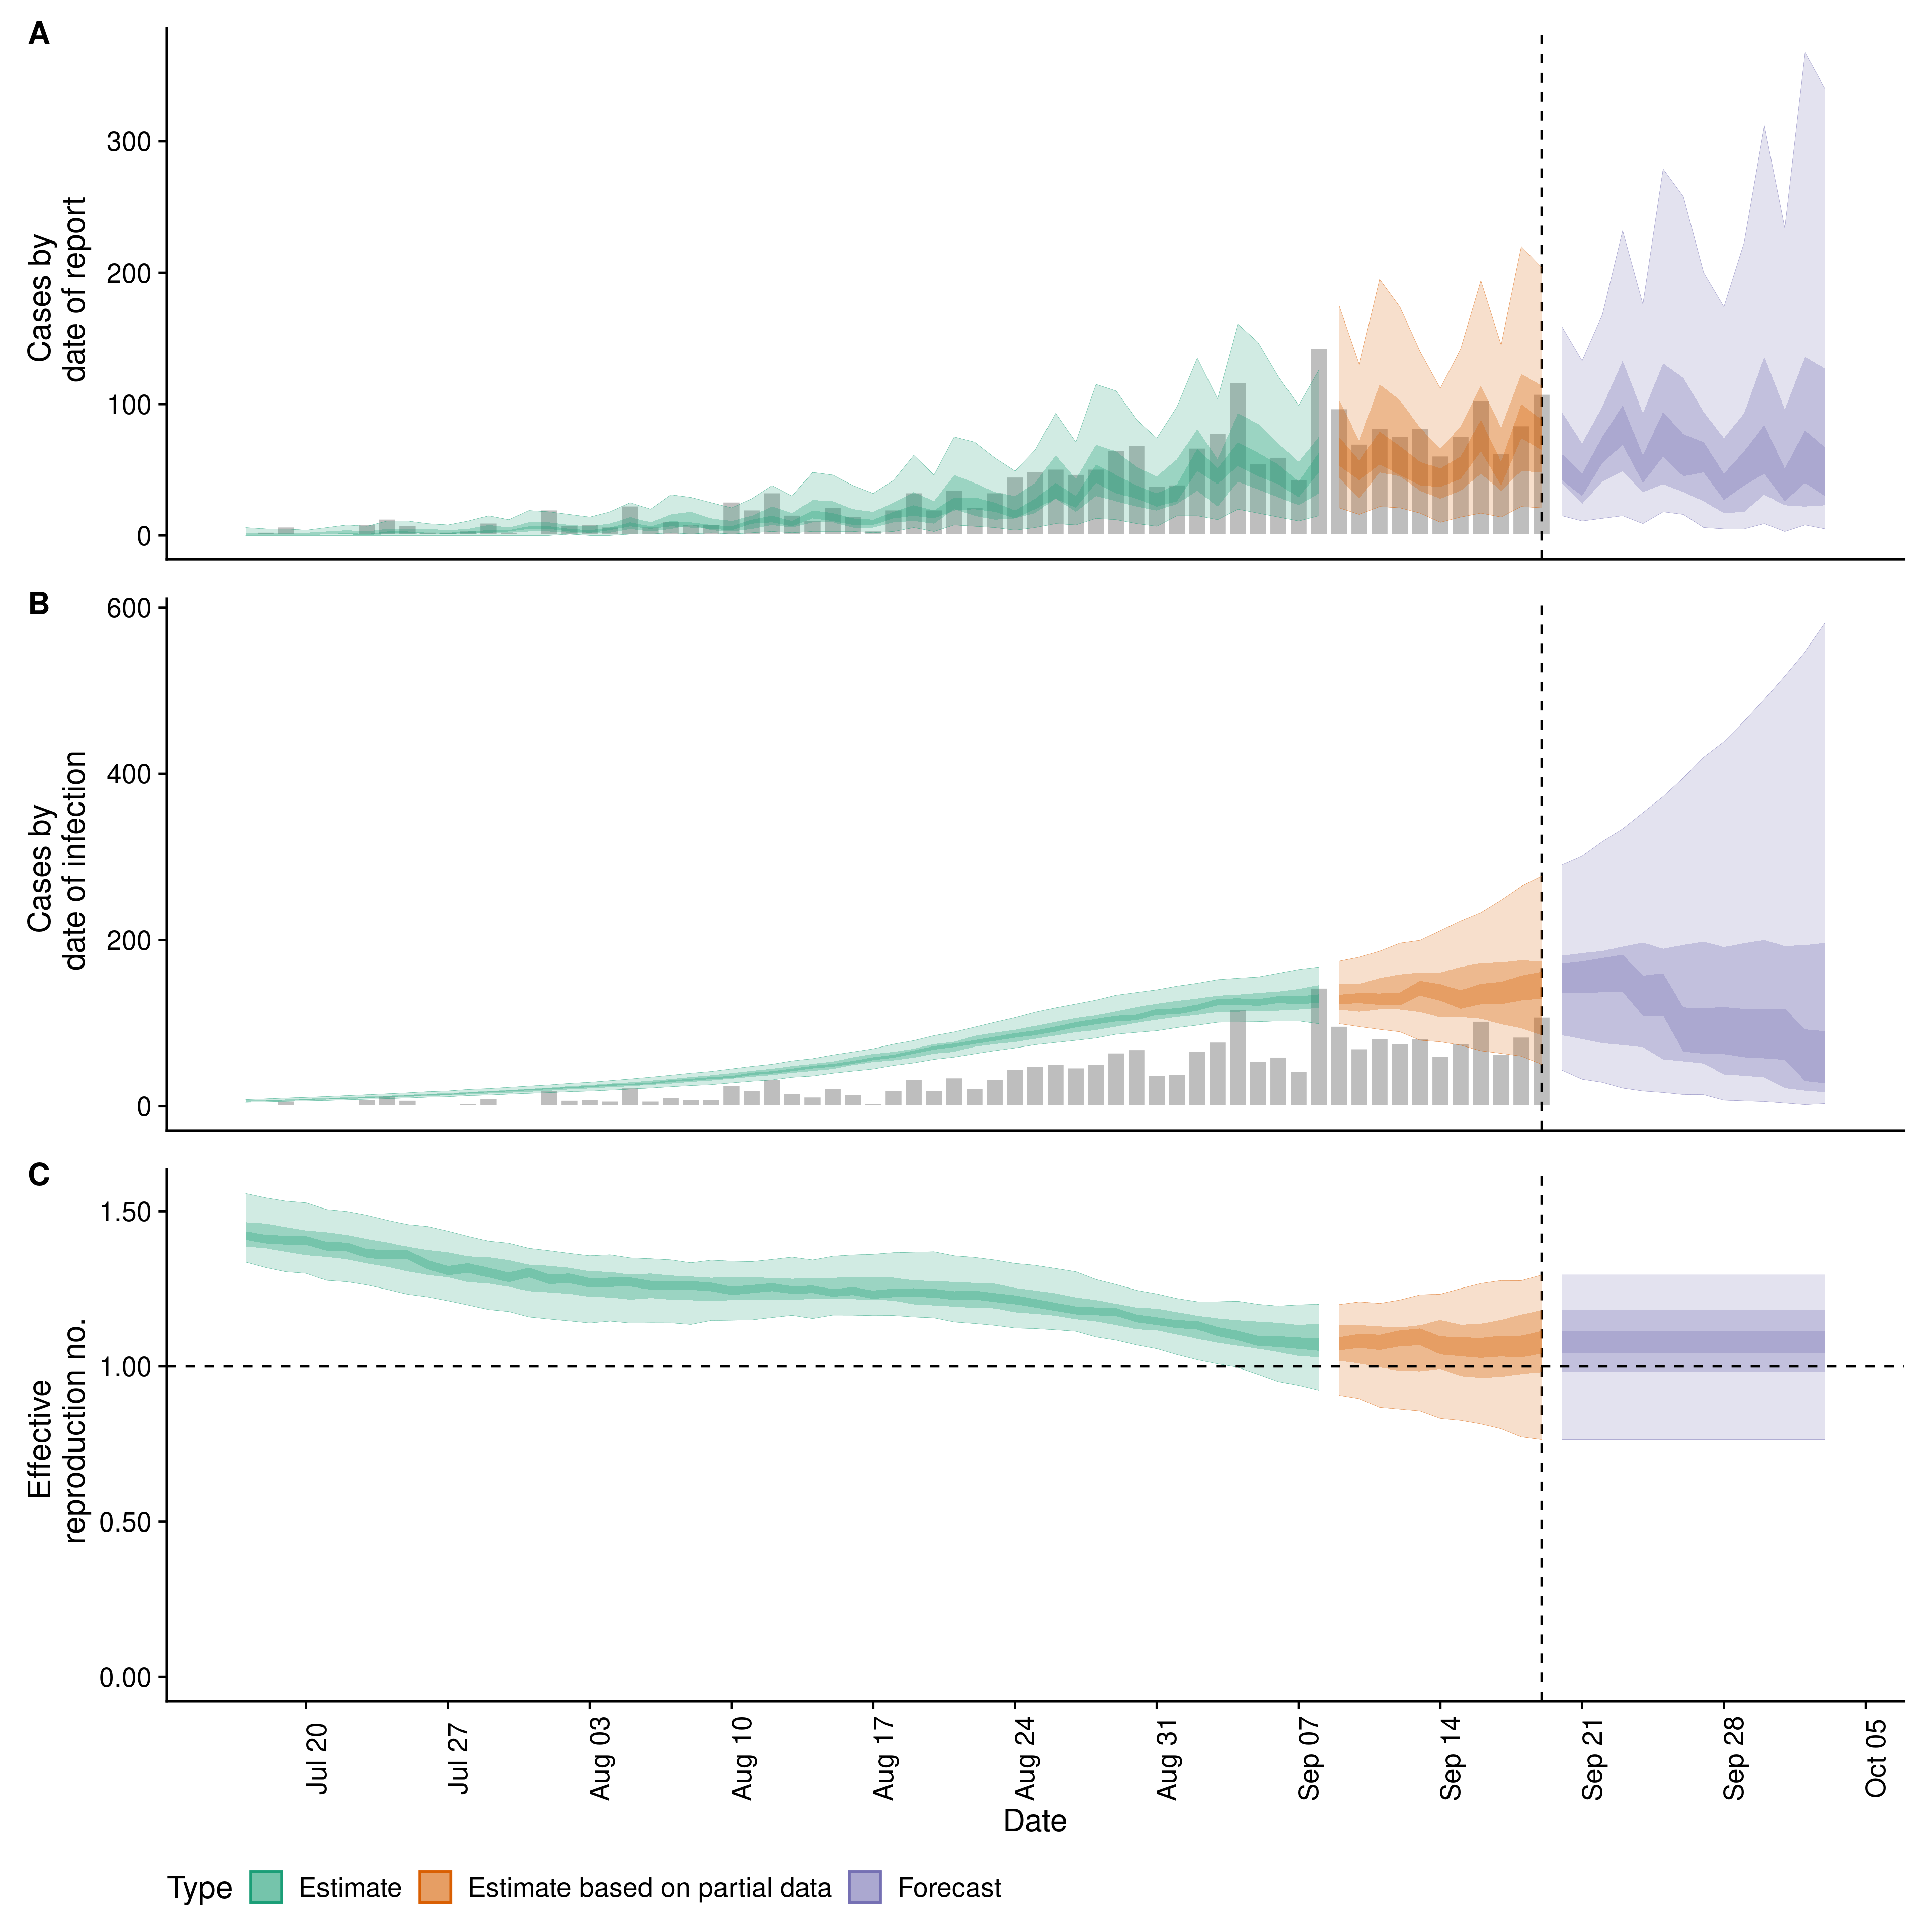 A
Cases by
date of report
300
200
100
0
B
Cases by
date of infection
600
400
200
0
C
Effective
reproduction no.
1.50
1.00
0.50
0.00
Jul 20
Jul 27
Aug 03
Aug 10
Aug 17
Aug 24
Aug 31
Sep 07
Sep 14
Sep 21
Sep 28
Oct 05
Date
Type Estimate Estimate based on partial data Forecast